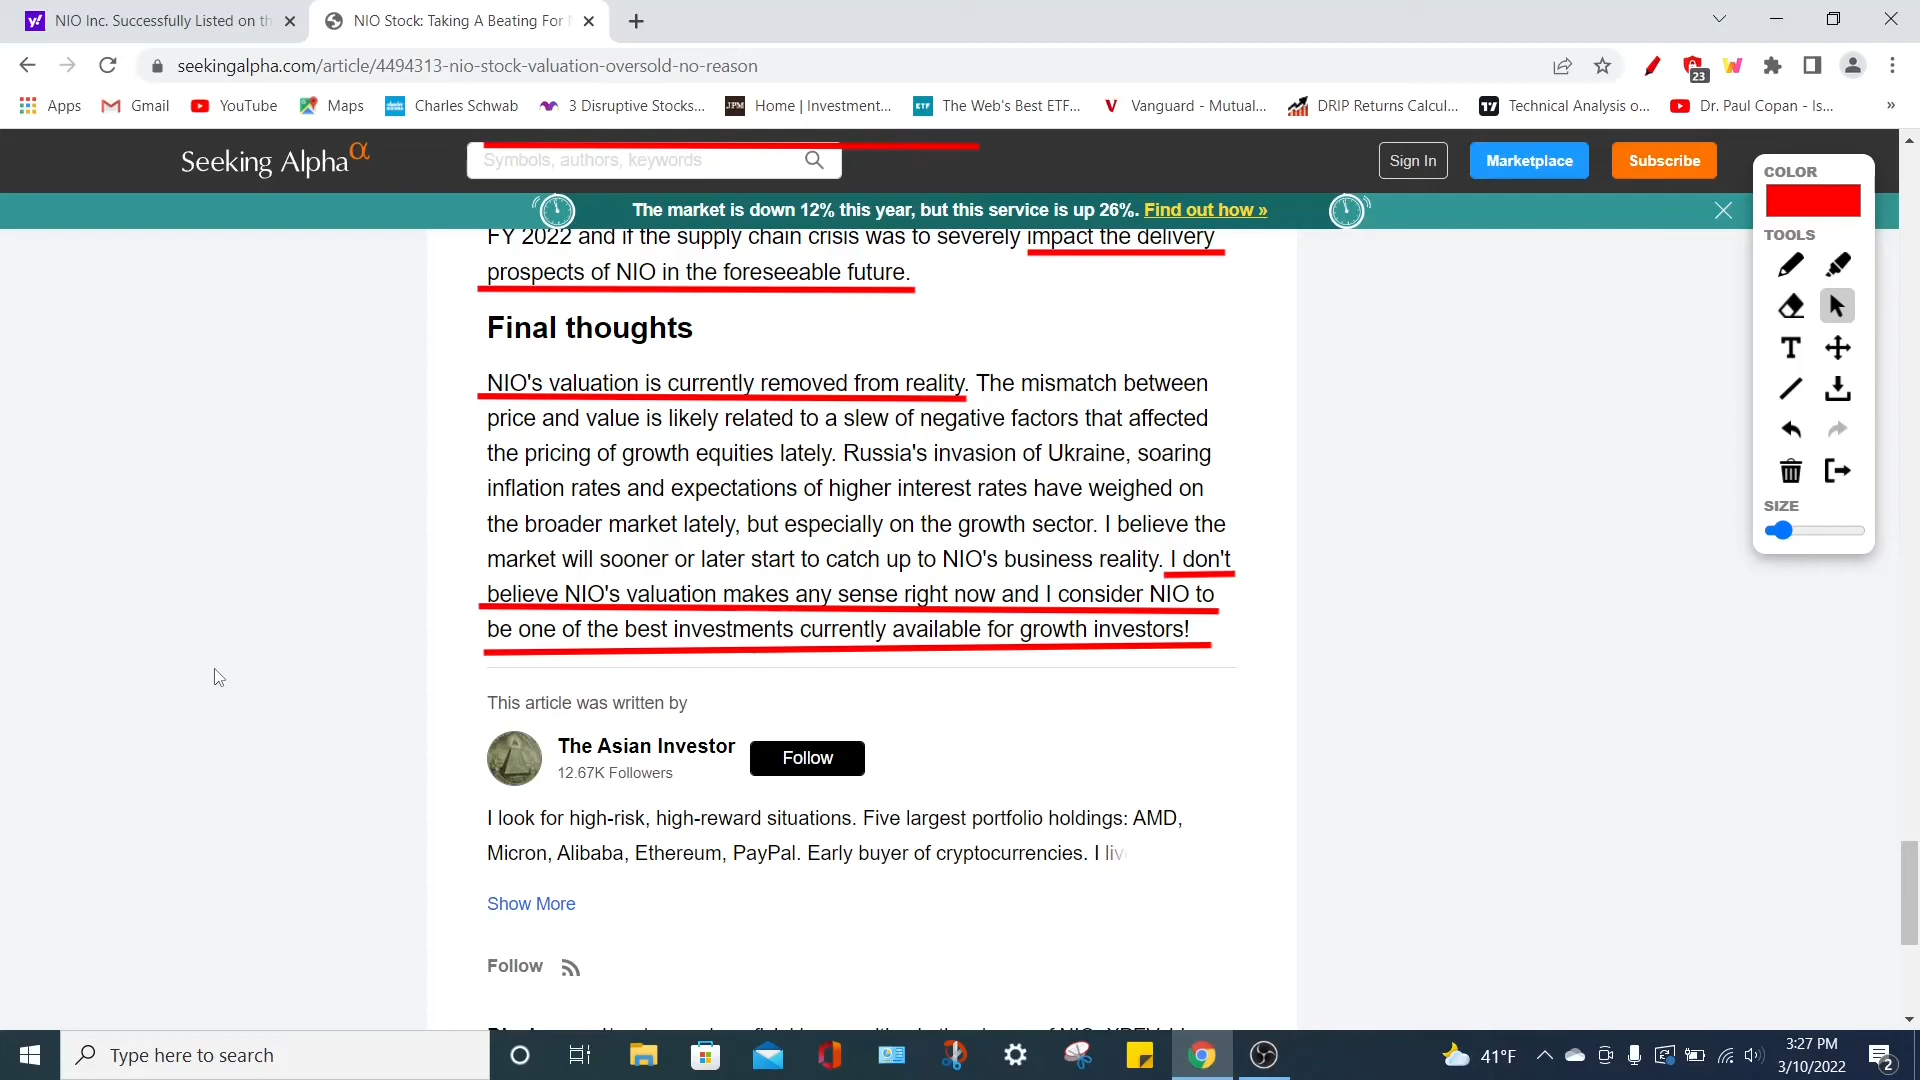 NIO Inc. Successfully Listed on th
NIO Stock: Taking A Beating For
seekingalpha.com/article/4494313-nio-stock-valuation-oversold-no-reason
23
Apps
Gmail
YouTube
Maps
Charles Schwab
3 Disruptive Stocks...
JPM
Home | Investment...
ETF
The Web's Best ETF...
Vanguard - Mutual...
DRIP Returns Calcul...
Technical Analysis o...
Dr. Paul Copan - Is...
»
Seeking Alpha α
Symbols, authors, keywords
Sign In
Marketplace
Subscribe
The market is down 12% this year, but this service is up 26%. Find out how »
FY 2022 and if the supply chain crisis was to severely impact the delivery
prospects of NIO in the foreseeable future.
Final thoughts
NIO's valuation is currently removed from reality. The mismatch between
price and value is likely related to a slew of negative factors that affected
the pricing of growth equities lately. Russia's invasion of Ukraine, soaring
inflation rates and expectations of higher interest rates have weighed on
the broader market lately, but especially on the growth sector. I believe the
market will sooner or later start to catch up to NIO's business reality. I don't
believe NIO's valuation makes any sense right now and I consider NIO to
be one of the best investments currently available for growth investors!
This article was written by
The Asian Investor
12.67K Followers
Follow
I look for high-risk, high-reward situations. Five largest portfolio holdings: AMD,
Micron, Alibaba, Ethereum, PayPal. Early buyer of cryptocurrencies. I liv
Show More
Follow
COLOR
TOOLS
SIZE
Type here to search
41°F
3:27 PM
3/10/2022
2